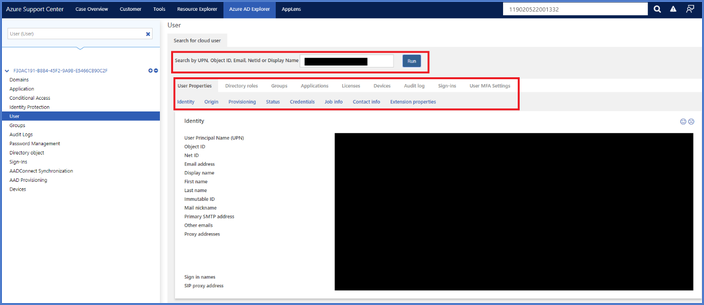 Azure Support Center Case Overview Customer Tools Resource Explorer Azure AD Explorer AppLens 119020522001332
User (User)
User
Search for cloud user
Search by UPN, Object ID, Email, NetId or Display Name Run
Domains
Application
Conditional Access
Identity Protection
User
Groups
Audit Logs
Password Management
Directory object
Sign-Ins
AADConnect Synchronization
AAD Provisioning
Devices
User Properties Directory roles Groups Applications Licenses Devices Audit log Sign-Ins User MFA Settings
Identity Origin Provisioning Status Credentials Job info Contact info Extension properties
Identity
User Principal Name (UPN)
Object ID
Net ID
Email address
Display name
First name
Last name
Immutable ID
Mail nickname
Primary SMTP address
Other emails
Proxy addresses
Sign in names
SIP proxy address